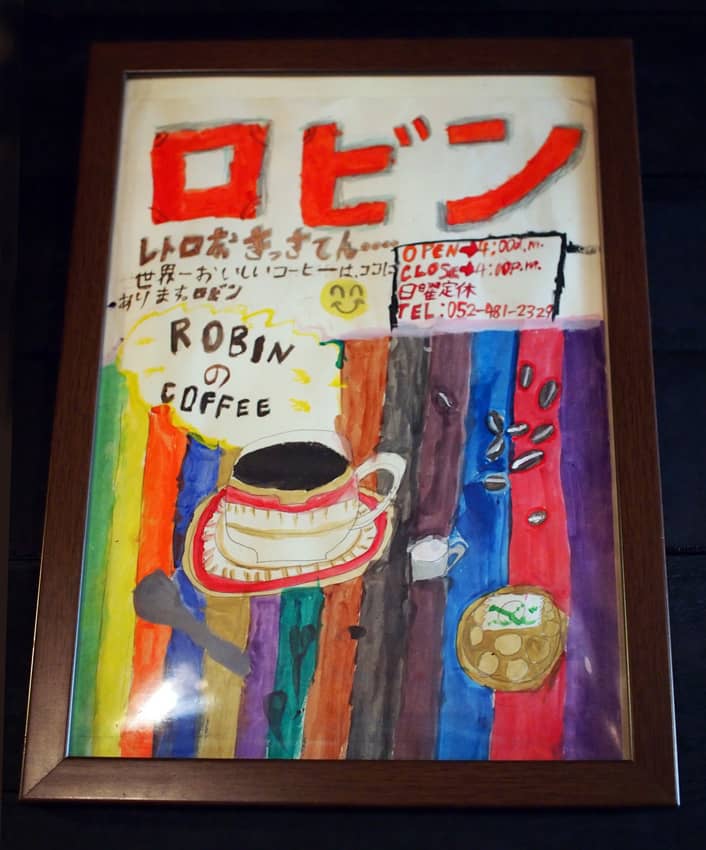 ロビン
レトロなきっさてん....
世界一おいしいコーヒーは、ココに
あります。ロビン
OPEN➔4:00a.m.
CLOSE➔4:00p.m.
日曜定休
TEL:052-481-2329
ROBIN
の
COFFEE